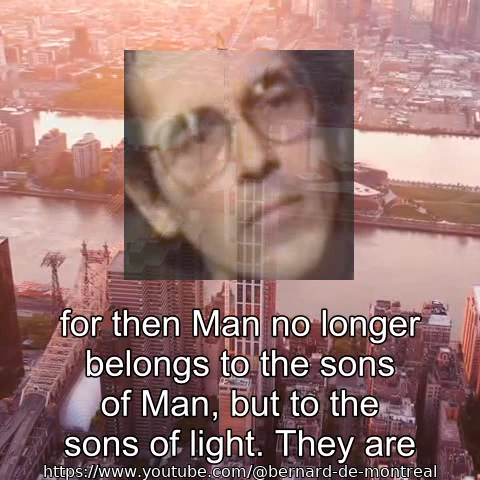 for then Man no longer
belongs to the sons
of Man, but to the
sons of light. They are
https://www.youtube.com/@bernard-de-montreal